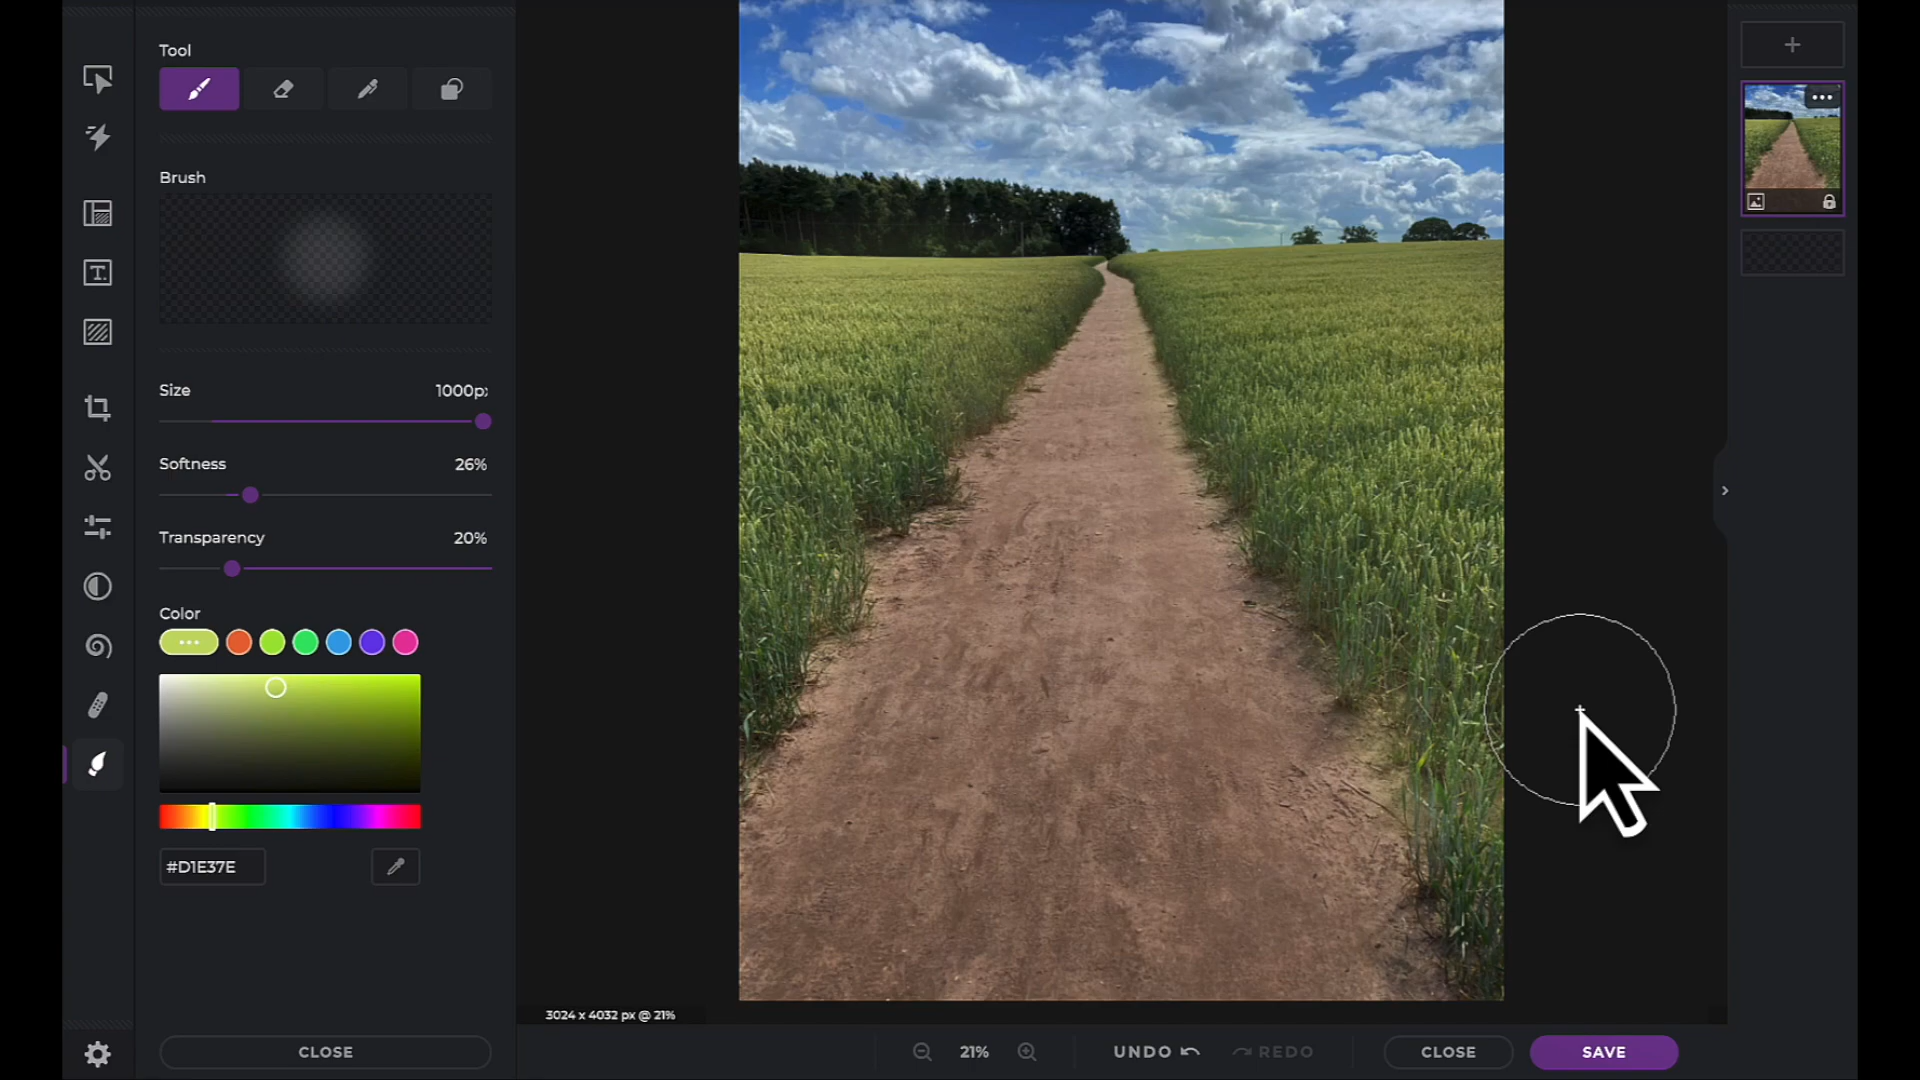 Tool
Brush
Size 1000p
Softness 26%
Transparency 20%
Color
#D1E37E
CLOSE
3024 x 4032 px @ 21%
21%
UNDO
REDO
CLOSE
SAVE